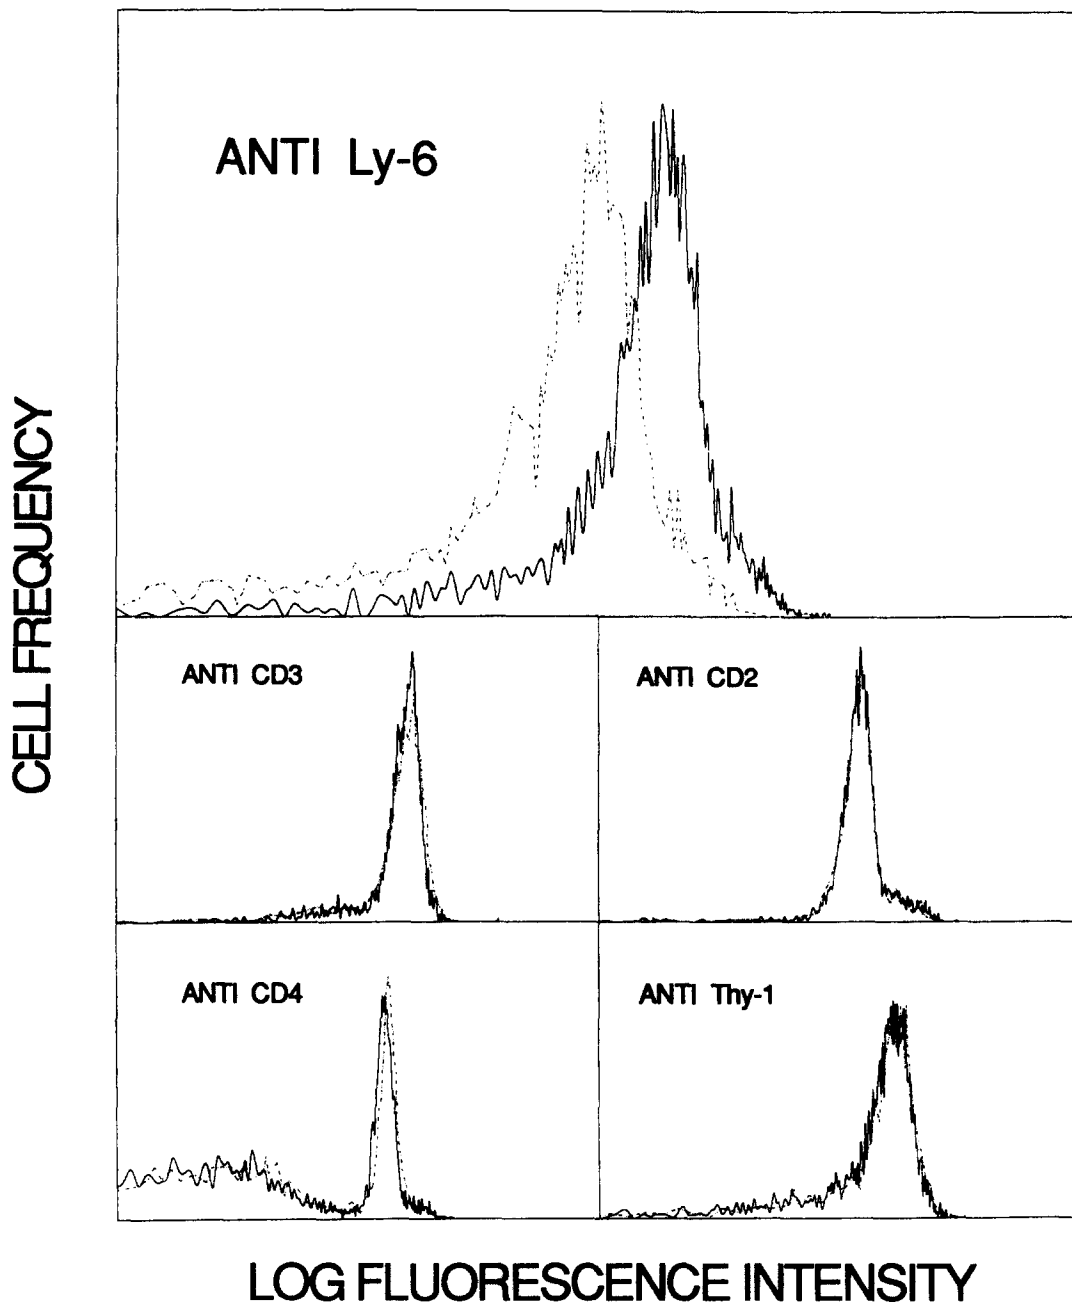 ANTI Ly-6
CELL FREQUENCY
ANTI CD3
ANTI CD2
ANTI CD4
ANTI Thy-1
LOG FLUORESCENCE INTENSITY